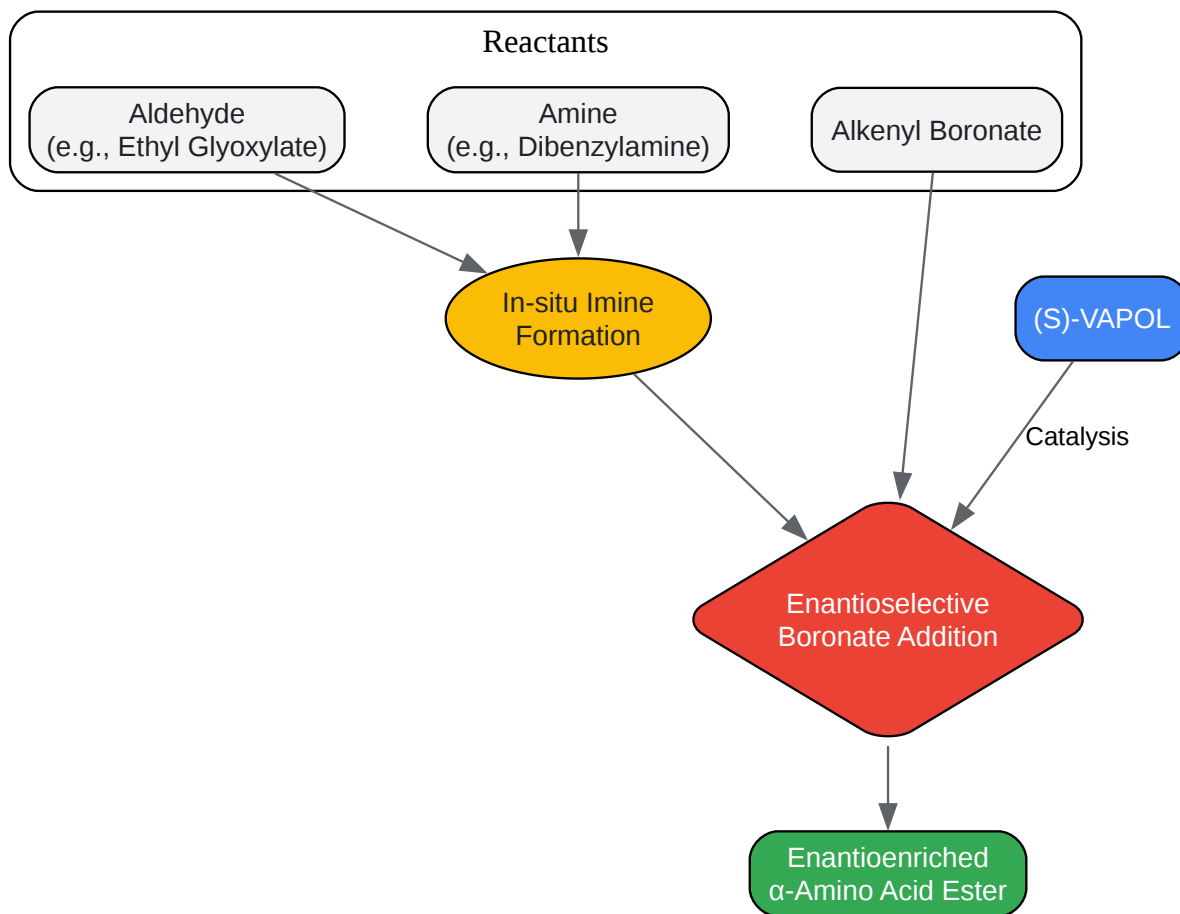 Reactants
Aldehyde
(e.g., Ethyl Glyoxylate)
Amine
(e.g., Dibenzylamine)
Alkenyl Boronate
In-situ Imine
Formation
(S)-VAPOL
Catalysis
Enantioselective
Boronate Addition
Enantioenriched
α-Amino Acid Ester